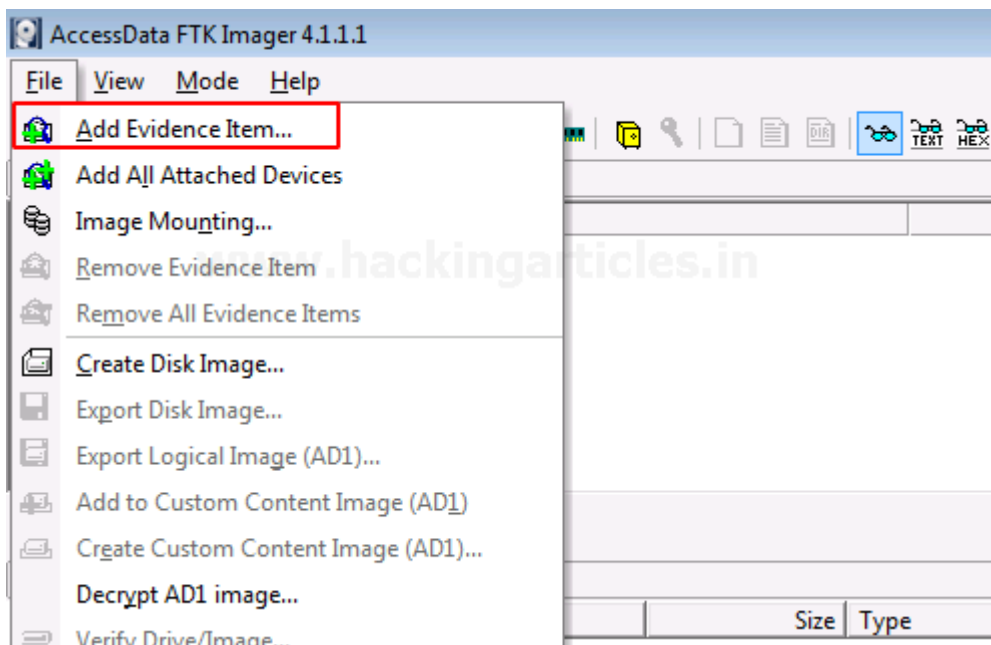 AccessData FTK Imager 4.1.1.1
File View Mode Help
Add Evidence Item...
TEXT HEX
DIR
Add All Attached Devices
Image Mounting...
www.hackingarticles.in
Remove Evidence Item
Remove All Evidence Items
Create Disk Image...
Export Disk Image...
Export Logical Image (AD1)...
Add to Custom Content Image (AD1)
Create Custom Content Image (AD1)...
Decrypt AD1 image...
Size Type
Verify Drive/Image...